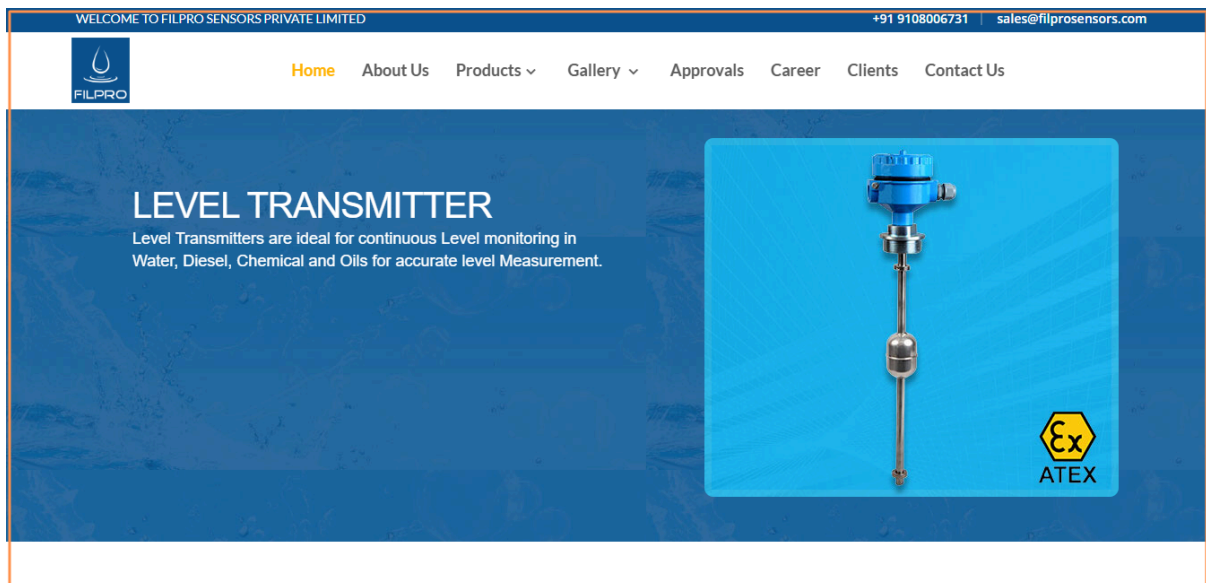 WELCOME TO FILPRO SENSORS PRIVATE LIMITED
+91 9108006731 | sales@filprosensors.com
FILPRO
Home About Us Products Gallery Approvals Career Clients Contact Us
LEVEL TRANSMITTER
Level Transmitters are ideal for continuous Level monitoring in
Water, Diesel, Chemical and Oils for accurate level Measurement.
Ex
ATEX